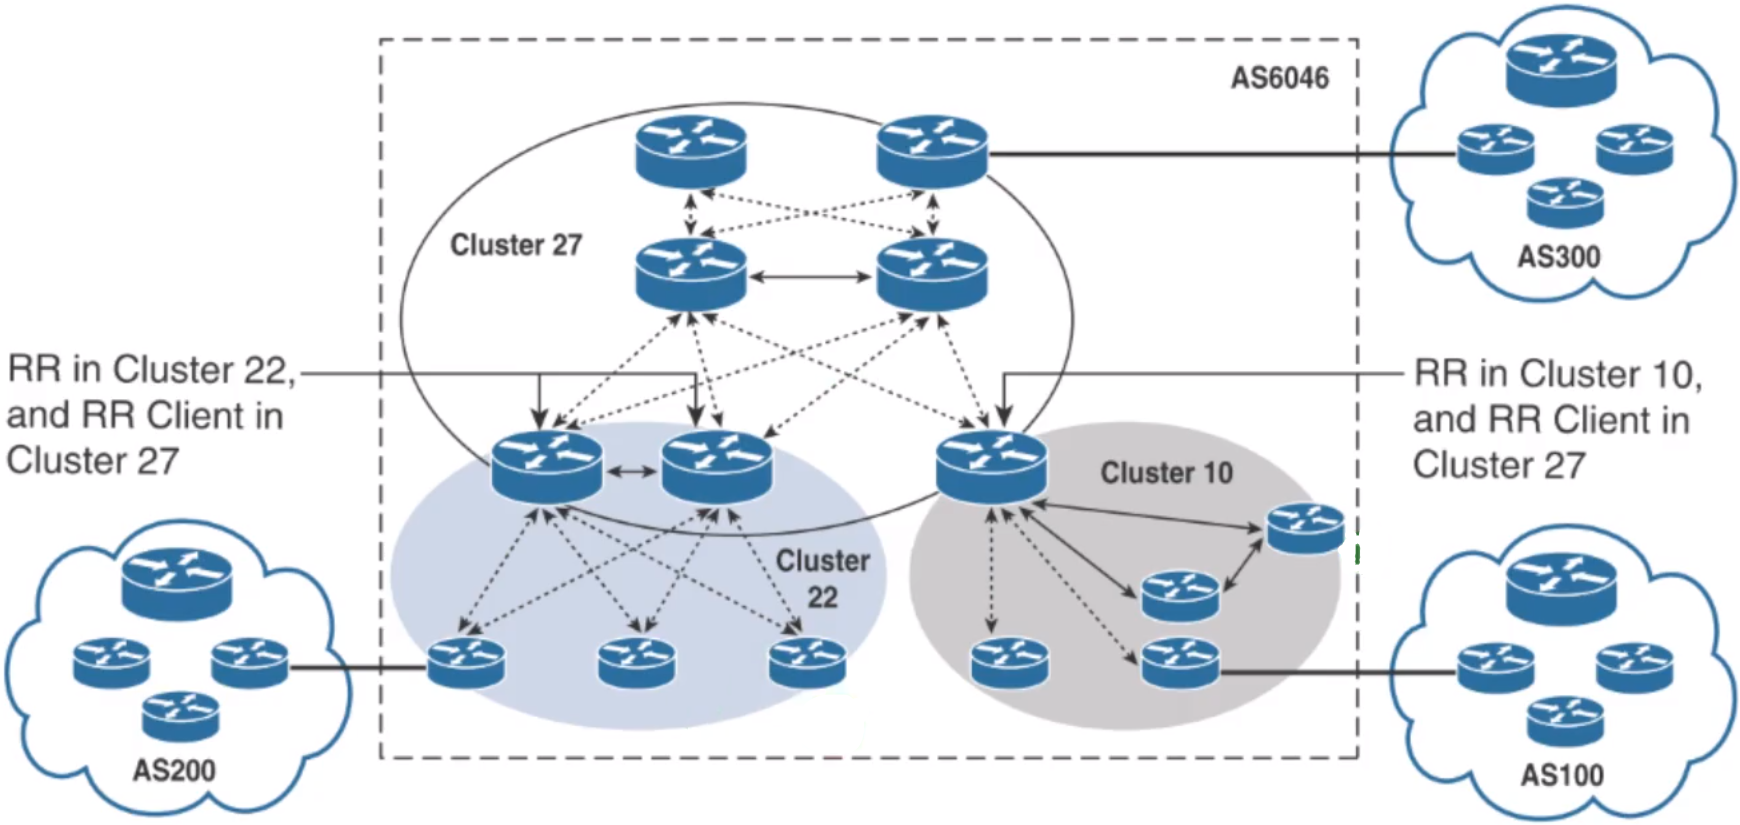 AS6046
AS300
Cluster 27
RR in Cluster 22,
and RR Client in
Cluster 27
RR in Cluster 10,
and RR Client in
Cluster 27
Cluster 10
Cluster
22
AS200
AS100